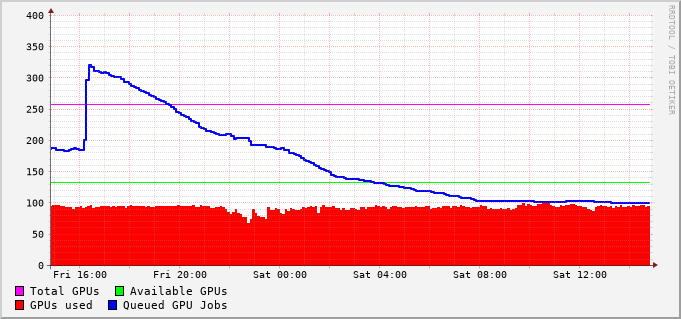 400
350
300
250
200
150
100
50
0
Fri 16:00 Fri 20:00 Sat 00:00 Sat 04:00 Sat 08:00 Sat 12:00
Total GPUs Available GPUs
GPUs used Queued GPU Jobs
RRDTOOL / TOBI OETIKER